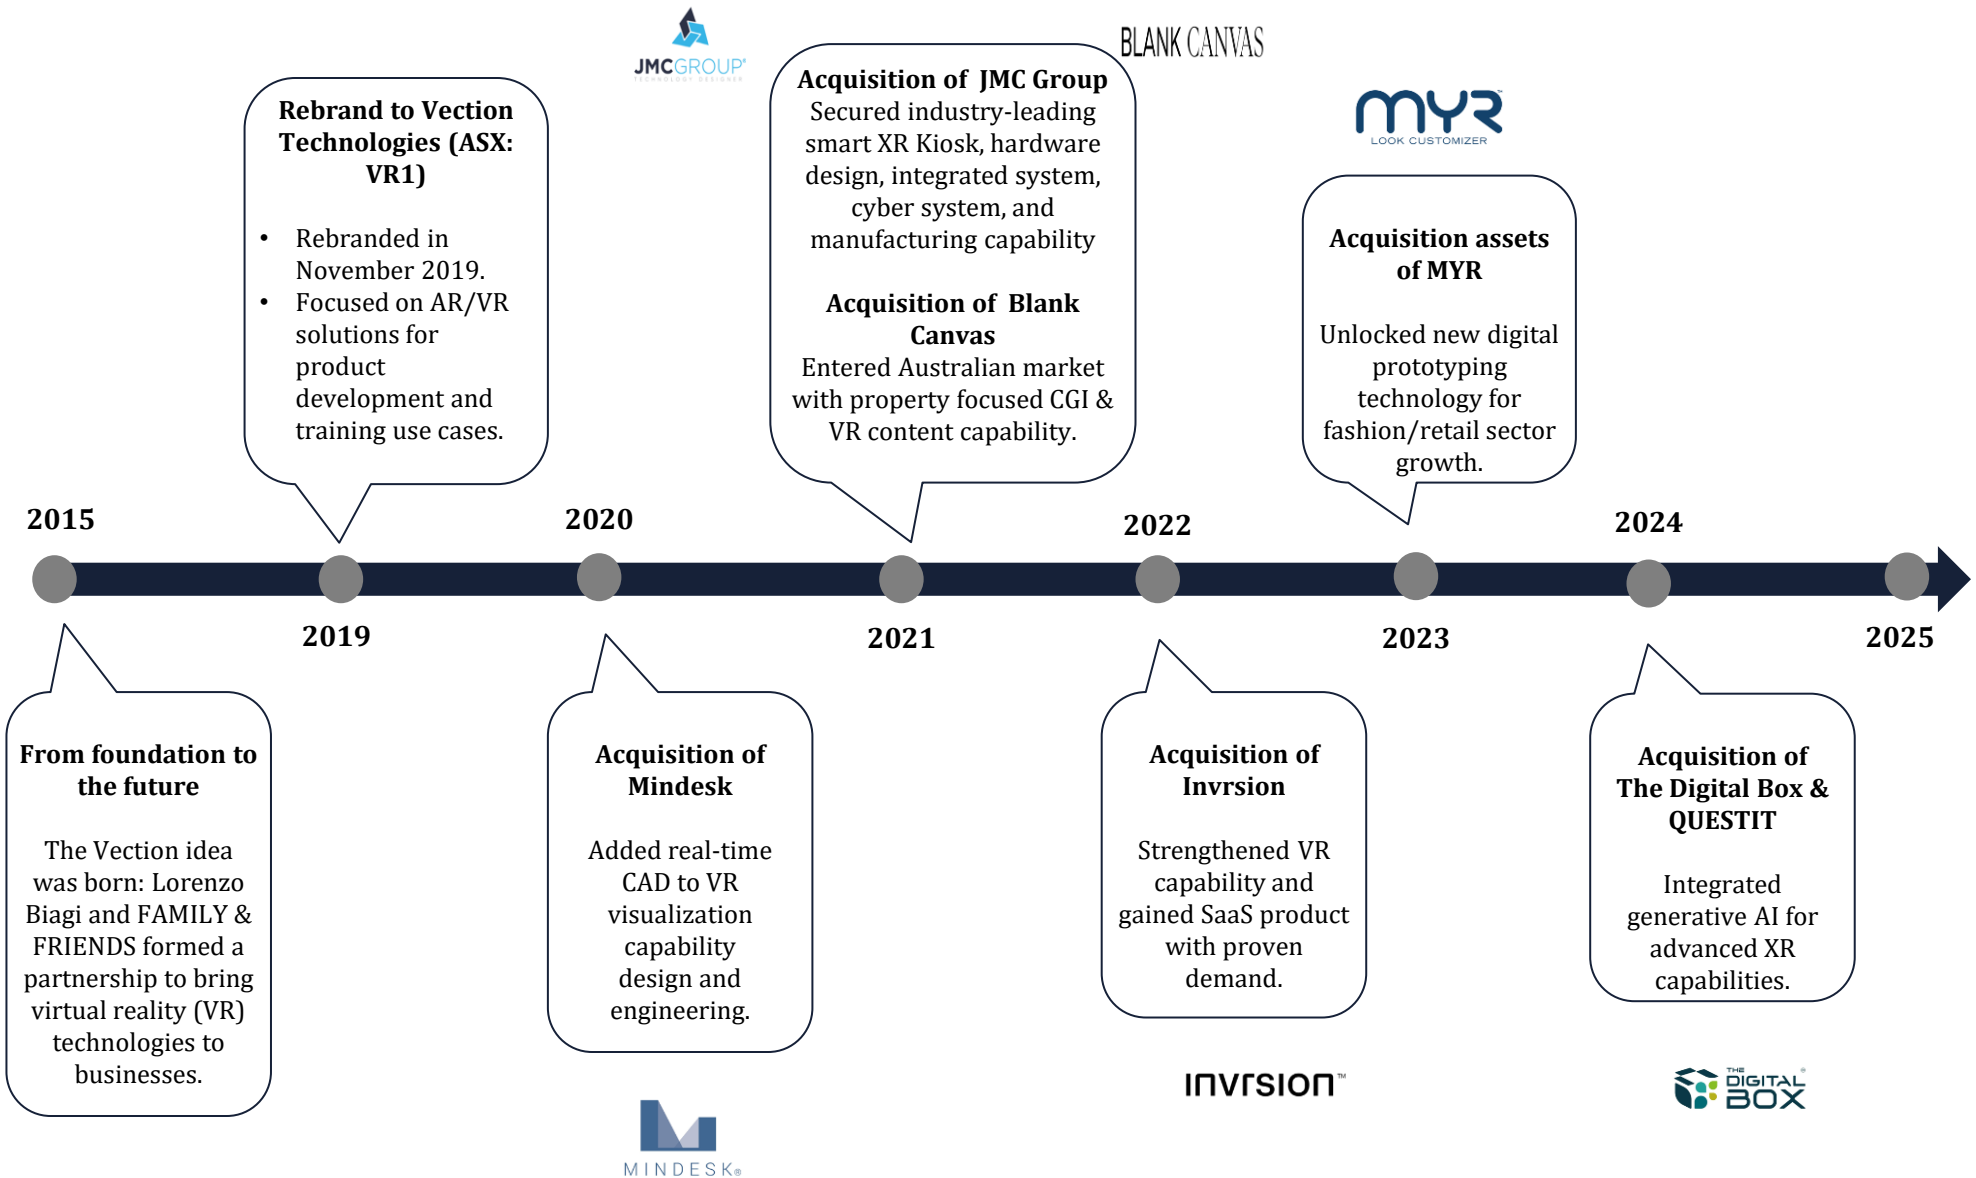 JMCGROUP®
TECHNOLOGY DESIGNER
BLANK CANVAS
MYR™
LOOK CUSTOMIZER
Rebrand to Vection
Technologies (ASX:
VR1)
• Rebranded in
November 2019.
• Focused on AR/VR
solutions for
product
development and
training use cases.
Acquisition of JMC Group
Secured industry-leading
smart XR Kiosk, hardware
design, integrated system,
cyber system, and
manufacturing capability
Acquisition of Blank
Canvas
Entered Australian market
with property focused CGI &
VR content capability.
Acquisition assets
of MYR
Unlocked new digital
prototyping
technology for
fashion/retail sector
growth.
2015
2019
2020
2021
2022
2023
2024
2025
From foundation to
the future
The Vection idea
was born: Lorenzo
Biagi and FAMILY &
FRIENDS formed a
partnership to bring
virtual reality (VR)
technologies to
businesses.
Acquisition of
Mindesk
Added real-time
CAD to VR
visualization
capability
design and
engineering.
MINDESK®
Acquisition of
Invrsion
Strengthened VR
capability and
gained SaaS product
with proven
demand.
Invrsion™
Acquisition of
The Digital Box &
QUESTIT
Integrated
generative AI for
advanced XR
capabilities.
THE
DIGITAL®
BOX